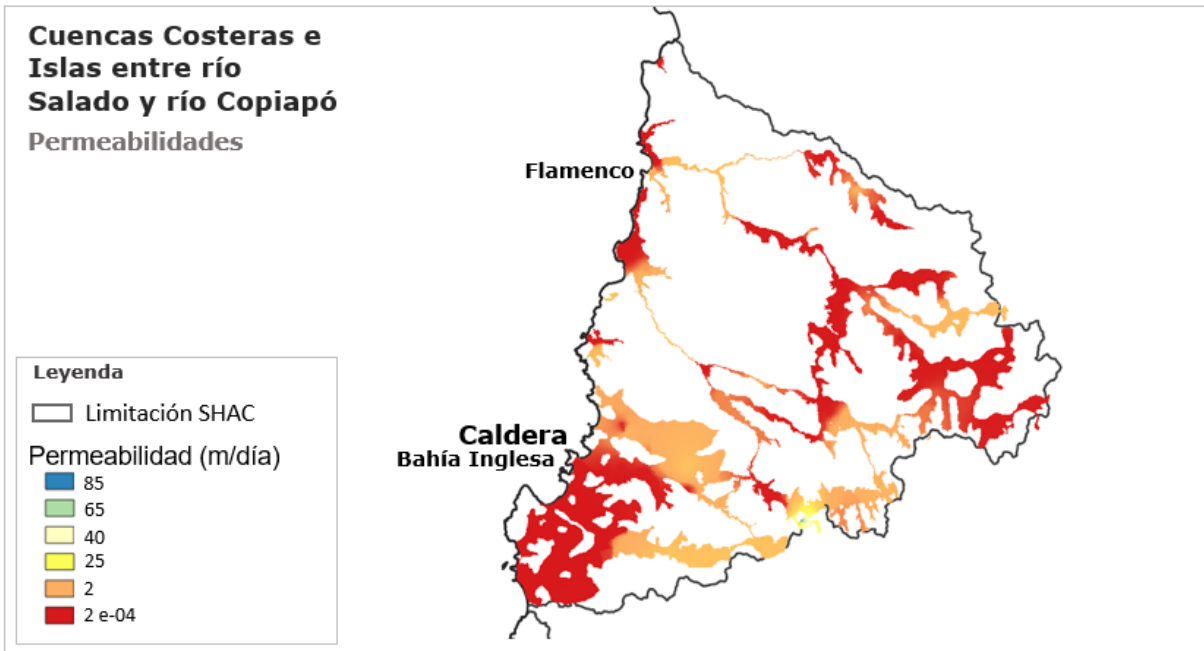 Cuencas Costeras e
Islas entre río
Salado y río Copiapó
Permeabilidades
Flamenco
Caldera
Bahía Inglesa
Leyenda
Limitación SHAC
Permeabilidad (m/día)
85
65
40
25
2
2 e-04